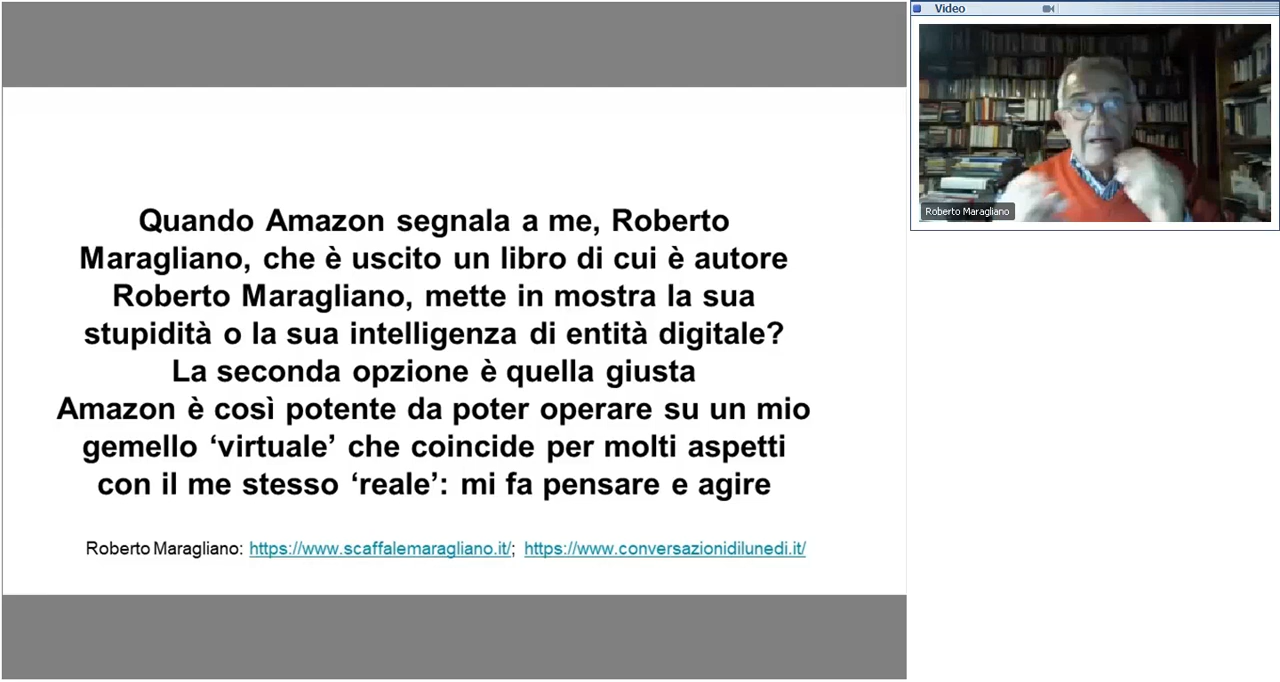 Quando Amazon segnala a me, Roberto
Maragliano, che è uscito un libro di cui è autore
Roberto Maragliano, mette in mostra la sua
stupidità o la sua intelligenza di entità digitale?
La seconda opzione è quella giusta
Amazon è così potente da poter operare su un mio
gemello ‘virtuale’ che coincide per molti aspetti
con il me stesso ‘reale’: mi fa pensare e agire
Roberto Maragliano: https://www.scaffalemaragliano.it/; https://www.conversazionidilunedi.it/
Video
Roberto Maragliano